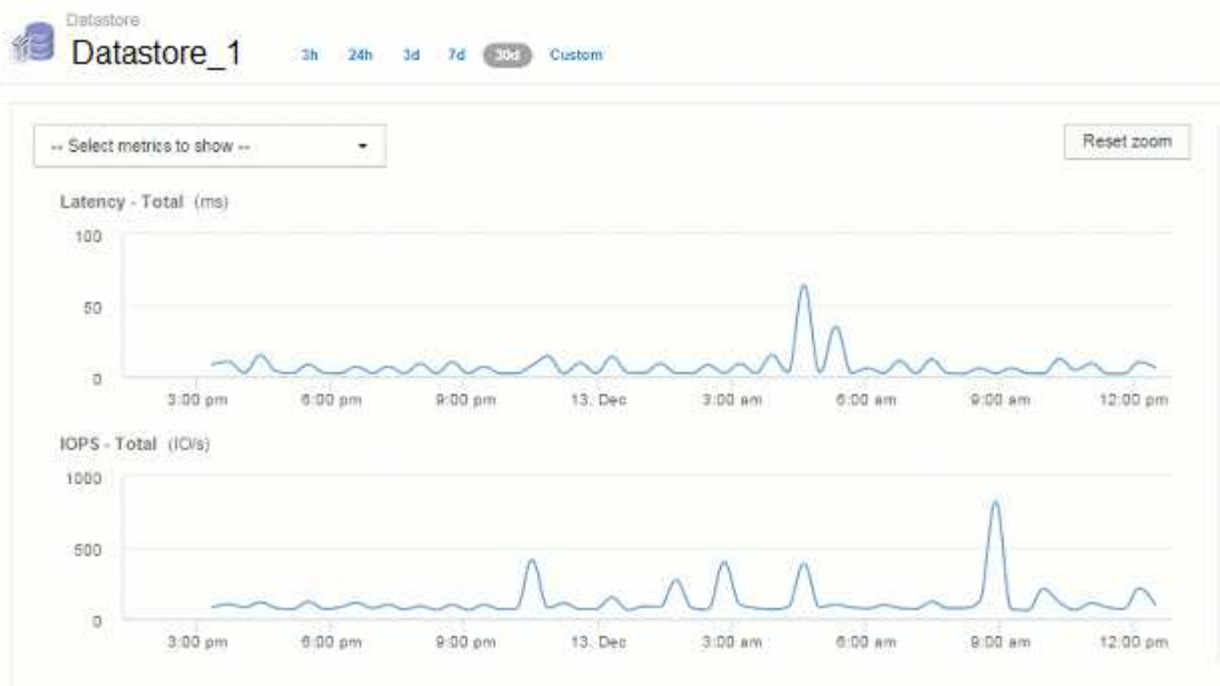 Datastore
Datastore_1 3h 24h 3d 7d 30d Custom
-- Select metrics to show --
Reset zoom
Latency - Total (ms)
100
50
0
3:00 pm 6:00 pm 9:00 pm 13. Dec 3:00 am 6:00 am 9:00 am 12:00 pm
IOPS - Total (IO/s)
1000
500
0
3:00 pm 6:00 pm 9:00 pm 13. Dec 3:00 am 6:00 am 9:00 am 12:00 pm